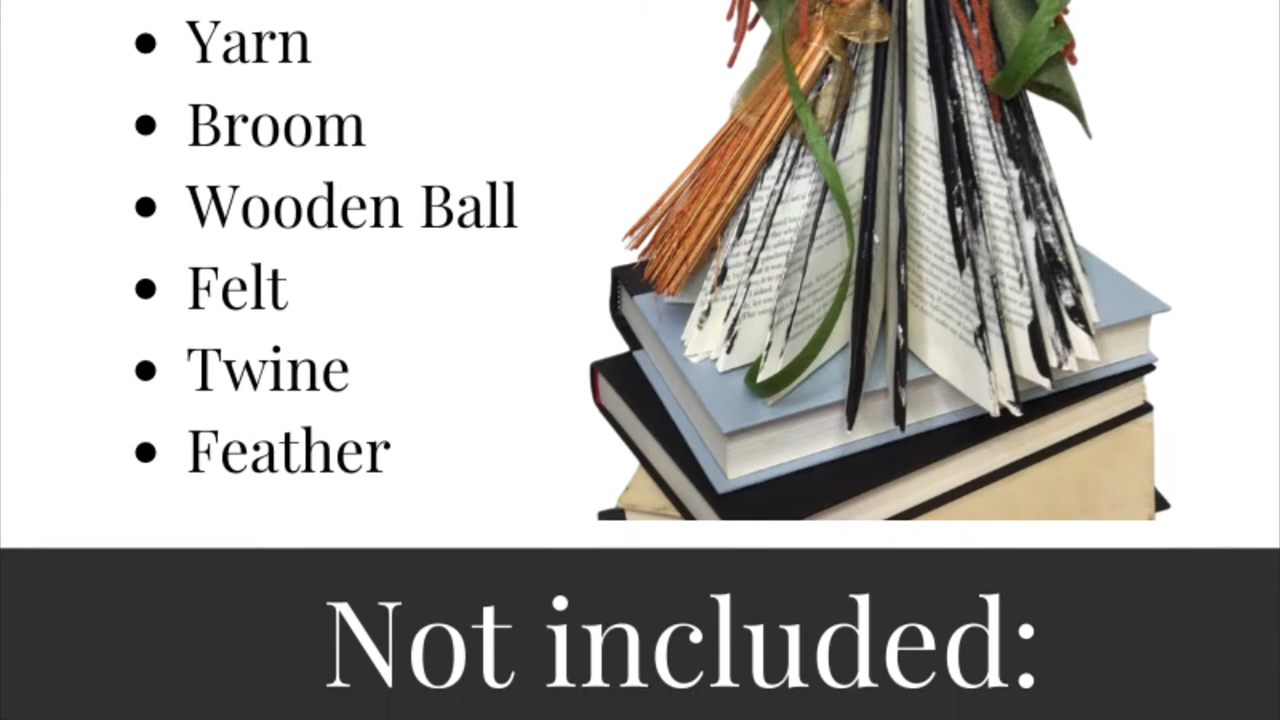 Yarn
Broom
Wooden Ball
Felt
Twine
Feather
Not included: